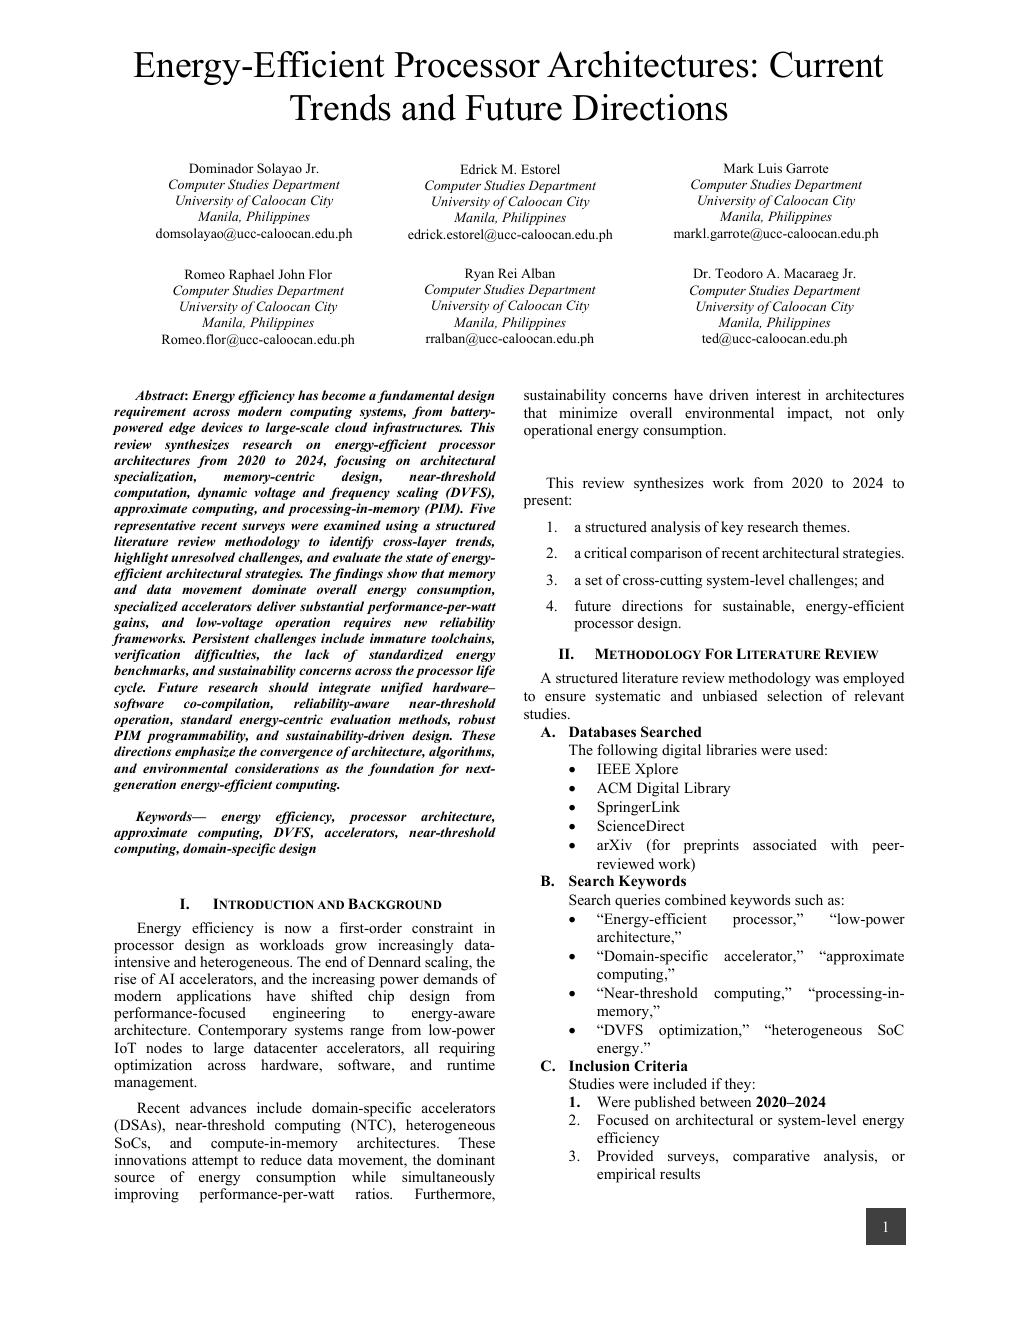 Energy-Efficient Processor Architectures: Current
Trends and Future Directions
Dominador Solayao Jr.
Computer Studies Department
University of Caloocan City
Manila, Philippines
domsolayao@ucc-caloocan.edu.ph
Edrick M. Estorel
Computer Studies Department
University of Caloocan City
Manila, Philippines
edrick.estorel@ucc-caloocan.edu.ph
Mark Luis Garrote
Computer Studies Department
University of Caloocan City
Manila, Philippines
markl.garrote@ucc-caloocan.edu.ph
Romeo Raphael John Flor
Computer Studies Department
University of Caloocan City
Manila, Philippines
Romeo.flor@ucc-caloocan.edu.ph
Ryan Rei Alban
Computer Studies Department
University of Caloocan City
Manila, Philippines
rralban@ucc-caloocan.edu.ph
Dr. Teodoro A. Macaraeg Jr.
Computer Studies Department
University of Caloocan City
Manila, Philippines
ted@ucc-caloocan.edu.ph
Abstract: Energy efficiency has become a fundamental design
requirement across modern computing systems, from battery-
powered edge devices to large-scale cloud infrastructures. This
review synthesizes research on energy-efficient processor
architectures from 2020 to 2024, focusing on architectural
specialization, memory-centric design, near-threshold
computation, dynamic voltage and frequency scaling (DVFS),
approximate computing, and processing-in-memory (PIM). Five
representative recent surveys were examined using a structured
literature review methodology to identify cross-layer trends,
highlight unresolved challenges, and evaluate the state of energy-
efficient architectural strategies. The findings show that memory
and data movement dominate overall energy consumption,
specialized accelerators deliver substantial performance-per-watt
gains, and low-voltage operation requires new reliability
frameworks. Persistent challenges include immature toolchains,
verification difficulties, the lack of standardized energy
benchmarks, and sustainability concerns across the processor life
cycle. Future research should integrate unified hardware–
software co-compilation, reliability-aware near-threshold
operation, standard energy-centric evaluation methods, robust
PIM programmability, and sustainability-driven design. These
directions emphasize the convergence of architecture, algorithms,
and environmental considerations as the foundation for next-
generation energy-efficient computing.
Keywords— energy efficiency, processor architecture,
approximate computing, DVFS, accelerators, near-threshold
computing, domain-specific design
I. INTRODUCTION AND BACKGROUND
Energy efficiency is now a first-order constraint in
processor design as workloads grow increasingly data-
intensive and heterogeneous. The end of Dennard scaling, the
rise of AI accelerators, and the increasing power demands of
modern applications have shifted chip design from
performance-focused engineering to energy-aware
architecture. Contemporary systems range from low-power
IoT nodes to large datacenter accelerators, all requiring
optimization across hardware, software, and runtime
management.
Recent advances include domain-specific accelerators
(DSAs), near-threshold computing (NTC), heterogeneous
SoCs, and compute-in-memory architectures. These
innovations attempt to reduce data movement, the dominant
source of energy consumption while simultaneously
improving performance-per-watt ratios. Furthermore,
sustainability concerns have driven interest in architectures
that minimize overall environmental impact, not only
operational energy consumption.
This review synthesizes work from 2020 to 2024 to
present:
1. a structured analysis of key research themes.
2. a critical comparison of recent architectural strategies.
3. a set of cross-cutting system-level challenges; and
4. future directions for sustainable, energy-efficient
processor design.
II. METHODOLOGY FOR LITERATURE REVIEW
A structured literature review methodology was employed
to ensure systematic and unbiased selection of relevant
studies.
A. Databases Searched
The following digital libraries were used:
• IEEE Xplore
• ACM Digital Library
• SpringerLink
• ScienceDirect
• arXiv (for preprints associated with peer-
reviewed work)
B. Search Keywords
Search queries combined keywords such as:
• “Energy-efficient processor,” “low-power
architecture,”
• “Domain-specific accelerator,” “approximate
computing,”
• “Near-threshold computing,” “processing-in-
memory,”
• “DVFS optimization,” “heterogeneous SoC
energy.”
C. Inclusion Criteria
Studies were included if they:
1. Were published between 2020–2024
2. Focused on architectural or system-level energy
efficiency
3. Provided surveys, comparative analysis, or
empirical results
1